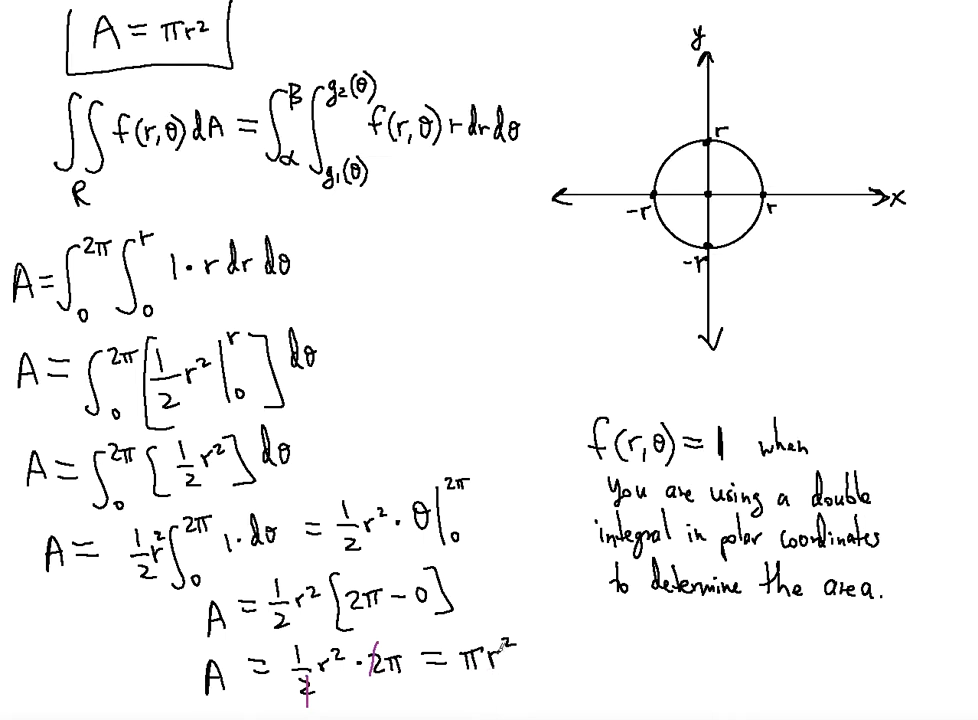 A = πr²
∬_R f(r,θ) dA = ∫_α^β ∫_{g₁(θ)}^{g₂(θ)} f(r,θ) r dr dθ
A = ∫_0^{2π} ∫_0^r 1 · r dr dθ
A = ∫_0^{2π} [ 1/2 r² |_0^r ] dθ
A = ∫_0^{2π} [ 1/2 r² ] dθ
A = 1/2 r² ∫_0^{2π} 1 · dθ = 1/2 r² · θ |_0^{2π}
A = 1/2 r² [2π - 0]
A = 1/2 r² · 2π = πr²
y
r
-r r x
-r
f(r,θ) = 1 when
you are using a double
integral in polar coordinates
to determine the area.